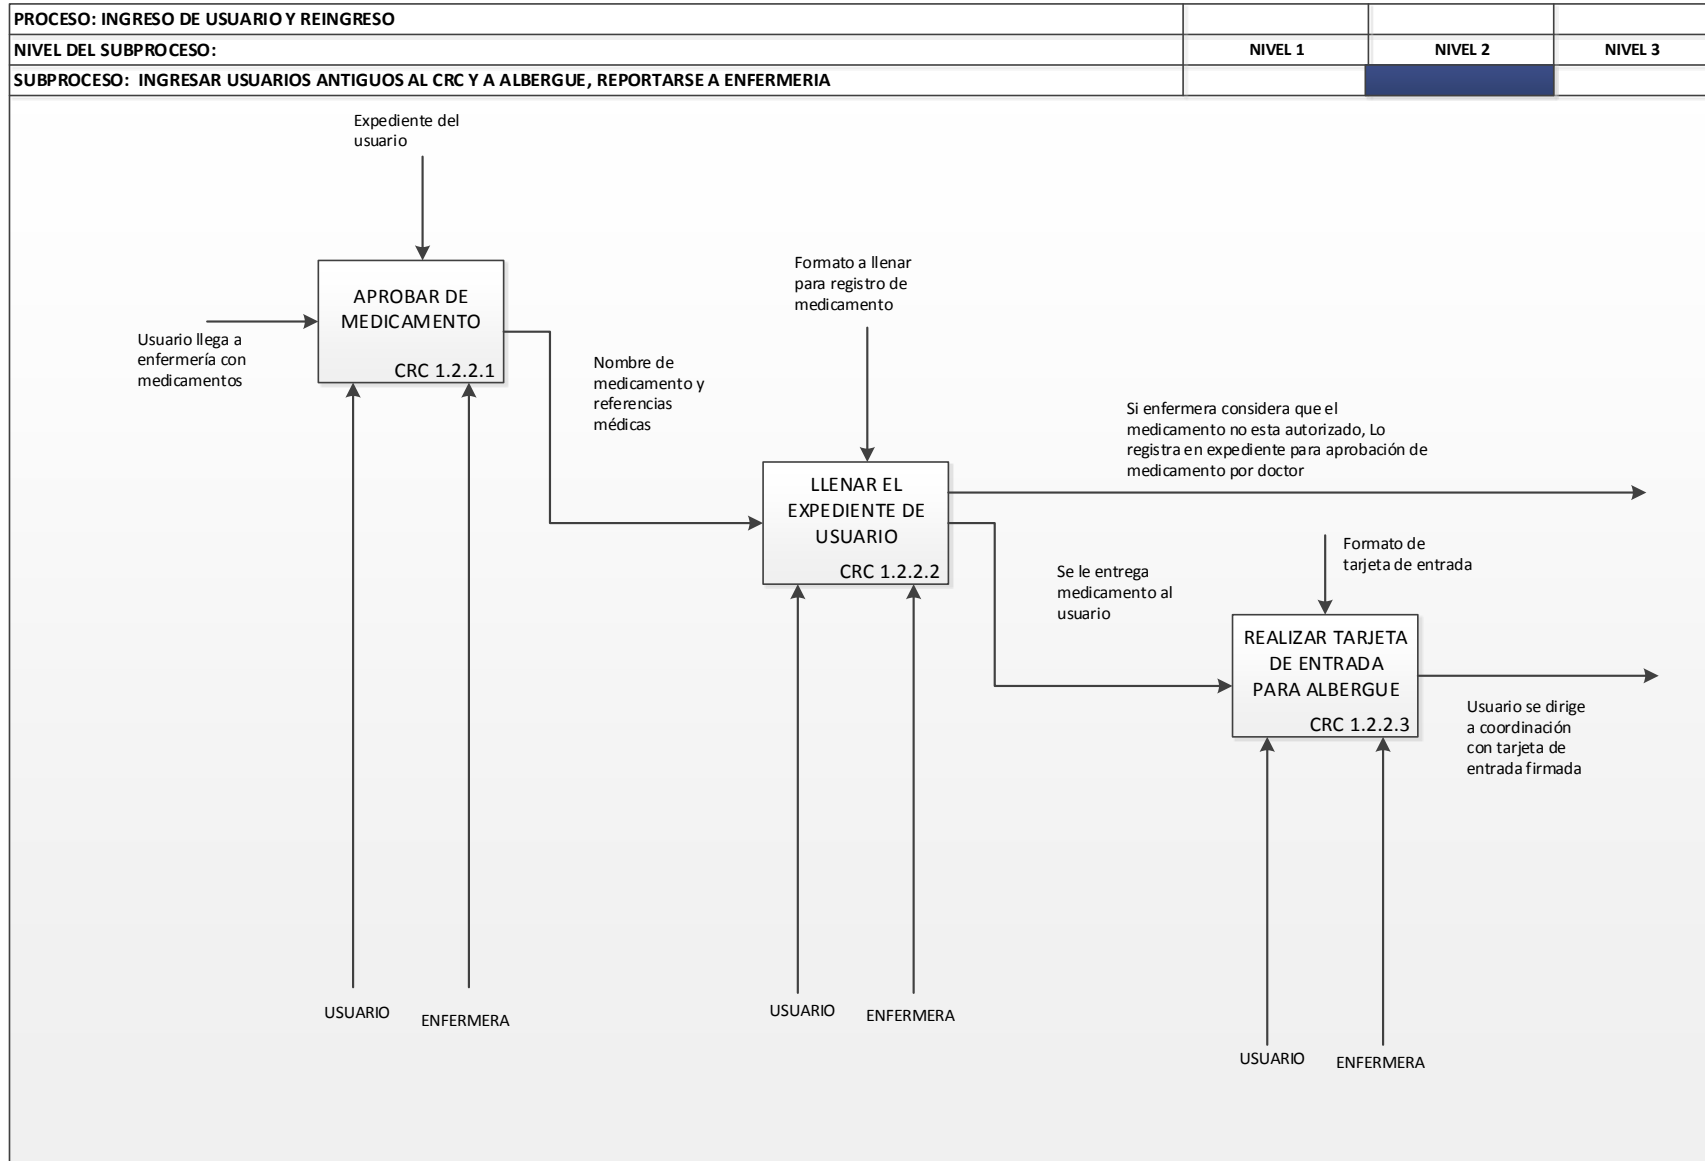 PROCESO: INGRESO DE USUARIO Y REINGRESO
NIVEL DEL SUBPROCESO:
NIVEL 1
NIVEL 2
NIVEL 3
SUBPROCESO: INGRESAR USUARIOS ANTIGUOS AL CRC Y A ALBERGUE, REPORTARSE A ENFERMERIA
Expediente del
usuario
APROBAR DE
MEDICAMENTO
CRC 1.2.2.1
Usuario llega a
enfermería con
medicamentos
Nombre de
medicamento y
referencias
médicas
Formato a llenar
para registro de
medicamento
LLENAR EL
EXPEDIENTE DE
USUARIO
CRC 1.2.2.2
Si enfermera considera que el
medicamento no esta autorizado, Lo
registra en expediente para aprobación de
medicamento por doctor
Se le entrega
medicamento al
usuario
Formato de
tarjeta de entrada
REALIZAR TARJETA
DE ENTRADA
PARA ALBERGUE
CRC 1.2.2.3
Usuario se dirige
a coordinación
con tarjeta de
entrada firmada
USUARIO
ENFERMERA
USUARIO
ENFERMERA
USUARIO
ENFERMERA